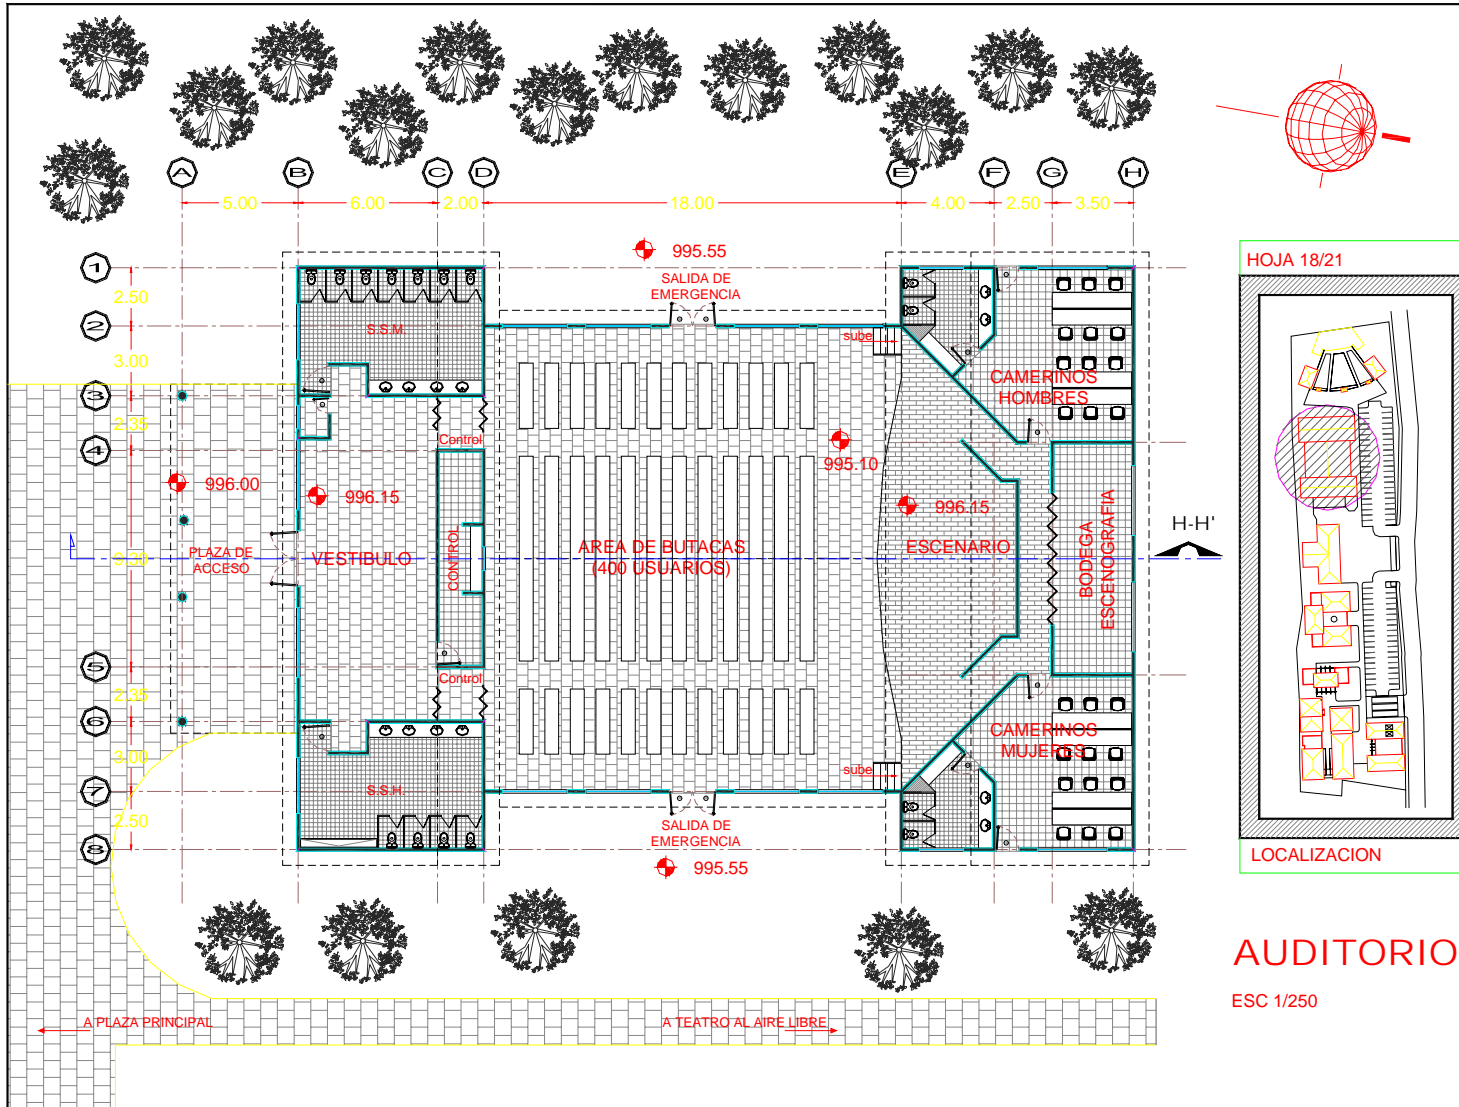 A
B
C
D
E
F
G
H
5.00
6.00
2.00
18.00
4.00
2.50
3.50
HOJA 18/21
995.55
SALIDA DE
EMERGENCIA
1
2.50
2
3.00
3
2.35
4
9.30
5
2.35
6
3.00
7
2.50
8
S.S.M.
sube
CAMERINOS
HOMBRES
Control
995.10
996.00
996.15
996.15
H-H'
PLAZA DE
ACCESO
VESTIBULO
CONTROL
AREA DE BUTACAS
(400 USUARIOS)
ESCENARIO
BODEGA
ESCENOGRAFIA
Control
CAMERINOS
MUJERES
sube
S.S.H.
SALIDA DE
EMERGENCIA
995.55
LOCALIZACION
AUDITORIO
ESC 1/250
A PLAZA PRINCIPAL
A TEATRO AL AIRE LIBRE